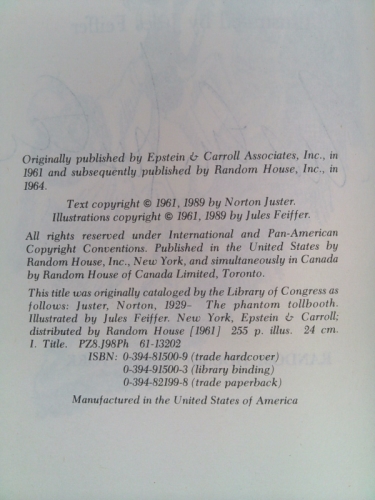 Illustrated by Jules Feiffer
Originally published by Epstein & Carroll Associates, Inc., in
1961 and subsequently published by Random House, Inc., in
1964.
Text copyright © 1961, 1989 by Norton Juster.
Illustrations copyright © 1961, 1989 by Jules Feiffer.
All rights reserved under International and Pan-American
Copyright Conventions. Published in the United States by
Random House, Inc., New York, and simultaneously in Canada
by Random House of Canada Limited, Toronto.
This title was originally cataloged by the Library of Congress as
follows: Juster, Norton, 1929- The phantom tollbooth.
Illustrated by Jules Feiffer. New York, Epstein & Carroll;
distributed by Random House [1961] 255 p. illus. 24 cm.
I. Title. PZ8.J98Ph 61-13202
ISBN: 0-394-81500-9 (trade hardcover)
0-394-91500-3 (library binding)
0-394-82199-8 (trade paperback)
Manufactured in the United States of America